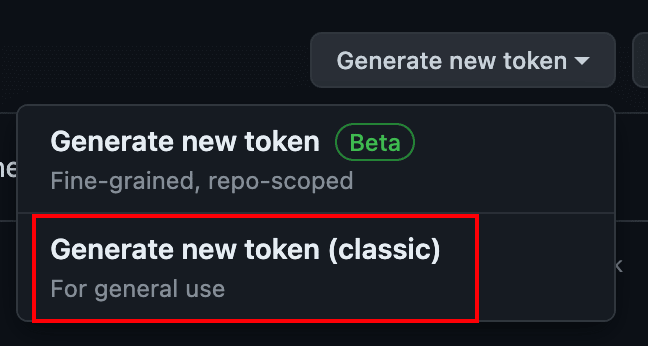 Generate new token
Generate new token Beta
Fine-grained, repo-scoped
Generate new token (classic)
For general use